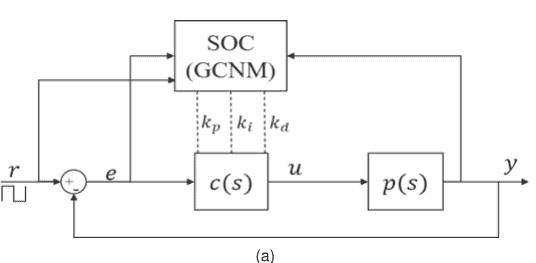 SOC
(GCNM)
k_p k_i k_d
r
+
-
e
c(s)
u
p(s)
y
(a)